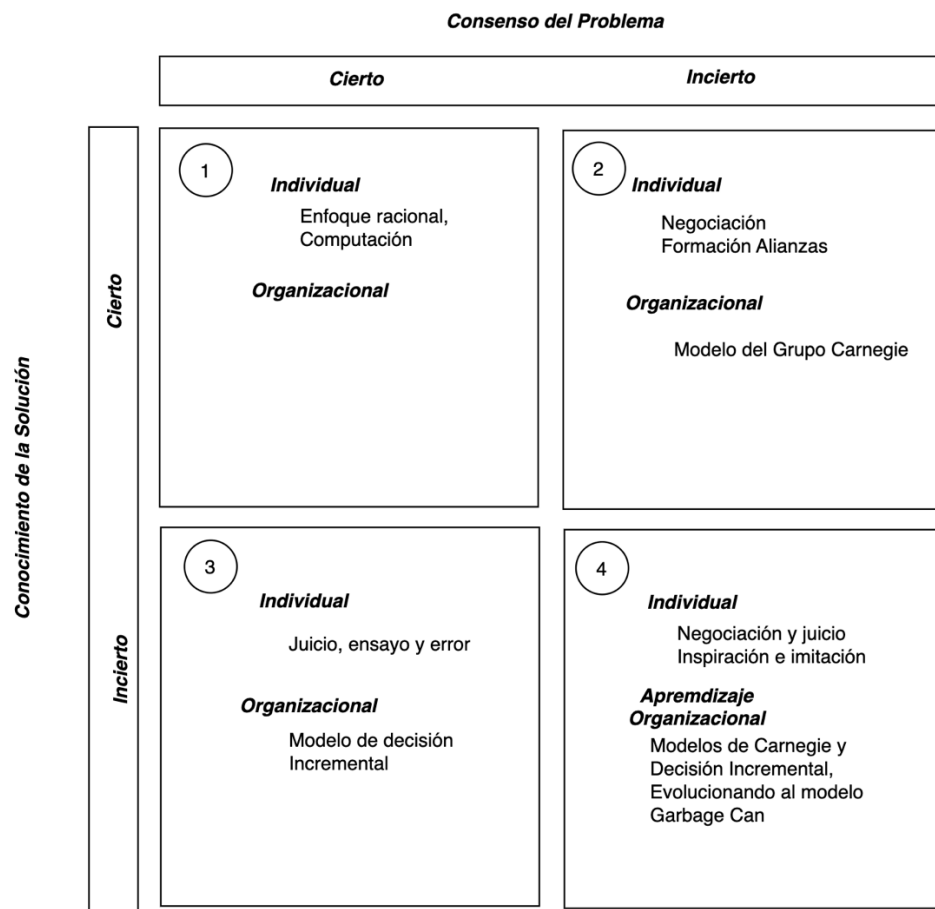 Consenso del Problema
Cierto
Incierto
Conocimiento de la Solución
Cierto
Incierto
1
Individual
Enfoque racional,
Computación
Organizacional
2
Individual
Negociación
Formación Alianzas
Organizacional
Modelo del Grupo Carnegie
3
Individual
Juicio, ensayo y error
Organizacional
Modelo de decisión
Incremental
4
Individual
Negociación y juicio
Inspiración e imitación
Apremdizaje
Organizacional
Modelos de Carnegie y
Decisión Incremental,
Evolucionando al modelo
Garbage Can